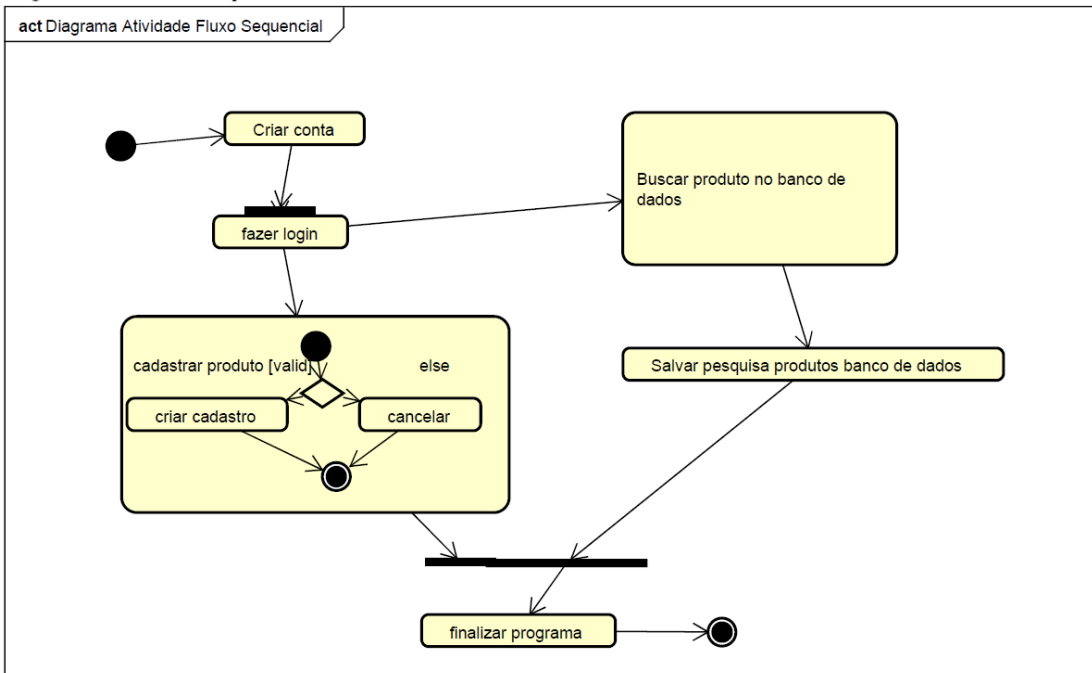 act Diagrama Atividade Fluxo Sequencial
Criar conta
Buscar produto no banco de
dados
fazer login
cadastrar produto [valid]
else
Salvar pesquisa produtos banco de dados
criar cadastro
cancelar
finalizar programa